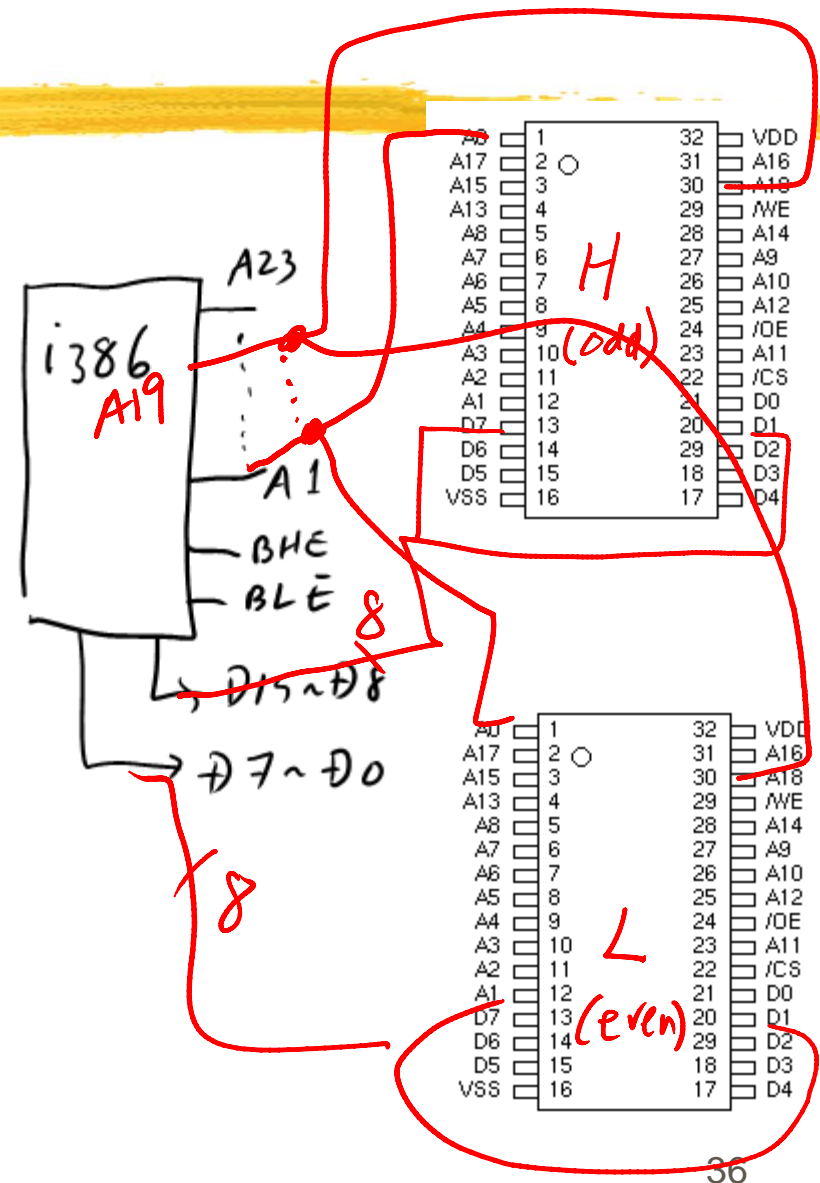 A23
i386
A19
A1
BHE
BLE
8
D15~D8
D7~D0
8
A0 1 32 VDD
A17 2 31 A16
A15 3 30 A18
A13 4 29 /WE
A8 5 28 A14
A7 6 27 A9
A6 7 26 A10
A5 8 25 A12
A4 9 24 /OE
A3 10 23 A11
A2 11 22 /CS
A1 12 21 D0
D7 13 20 D1
D6 14 29 D2
D5 15 18 D3
VSS 16 17 D4
H
(odd)
A0 1 32 VDD
A17 2 31 A16
A15 3 30 A18
A13 4 29 /WE
A8 5 28 A14
A7 6 27 A9
A6 7 26 A10
A5 8 25 A12
A4 9 24 /OE
A3 10 23 A11
A2 11 22 /CS
A1 12 21 D0
D7 13 20 D1
D6 14 29 D2
D5 15 18 D3
VSS 16 17 D4
L
(even)
36